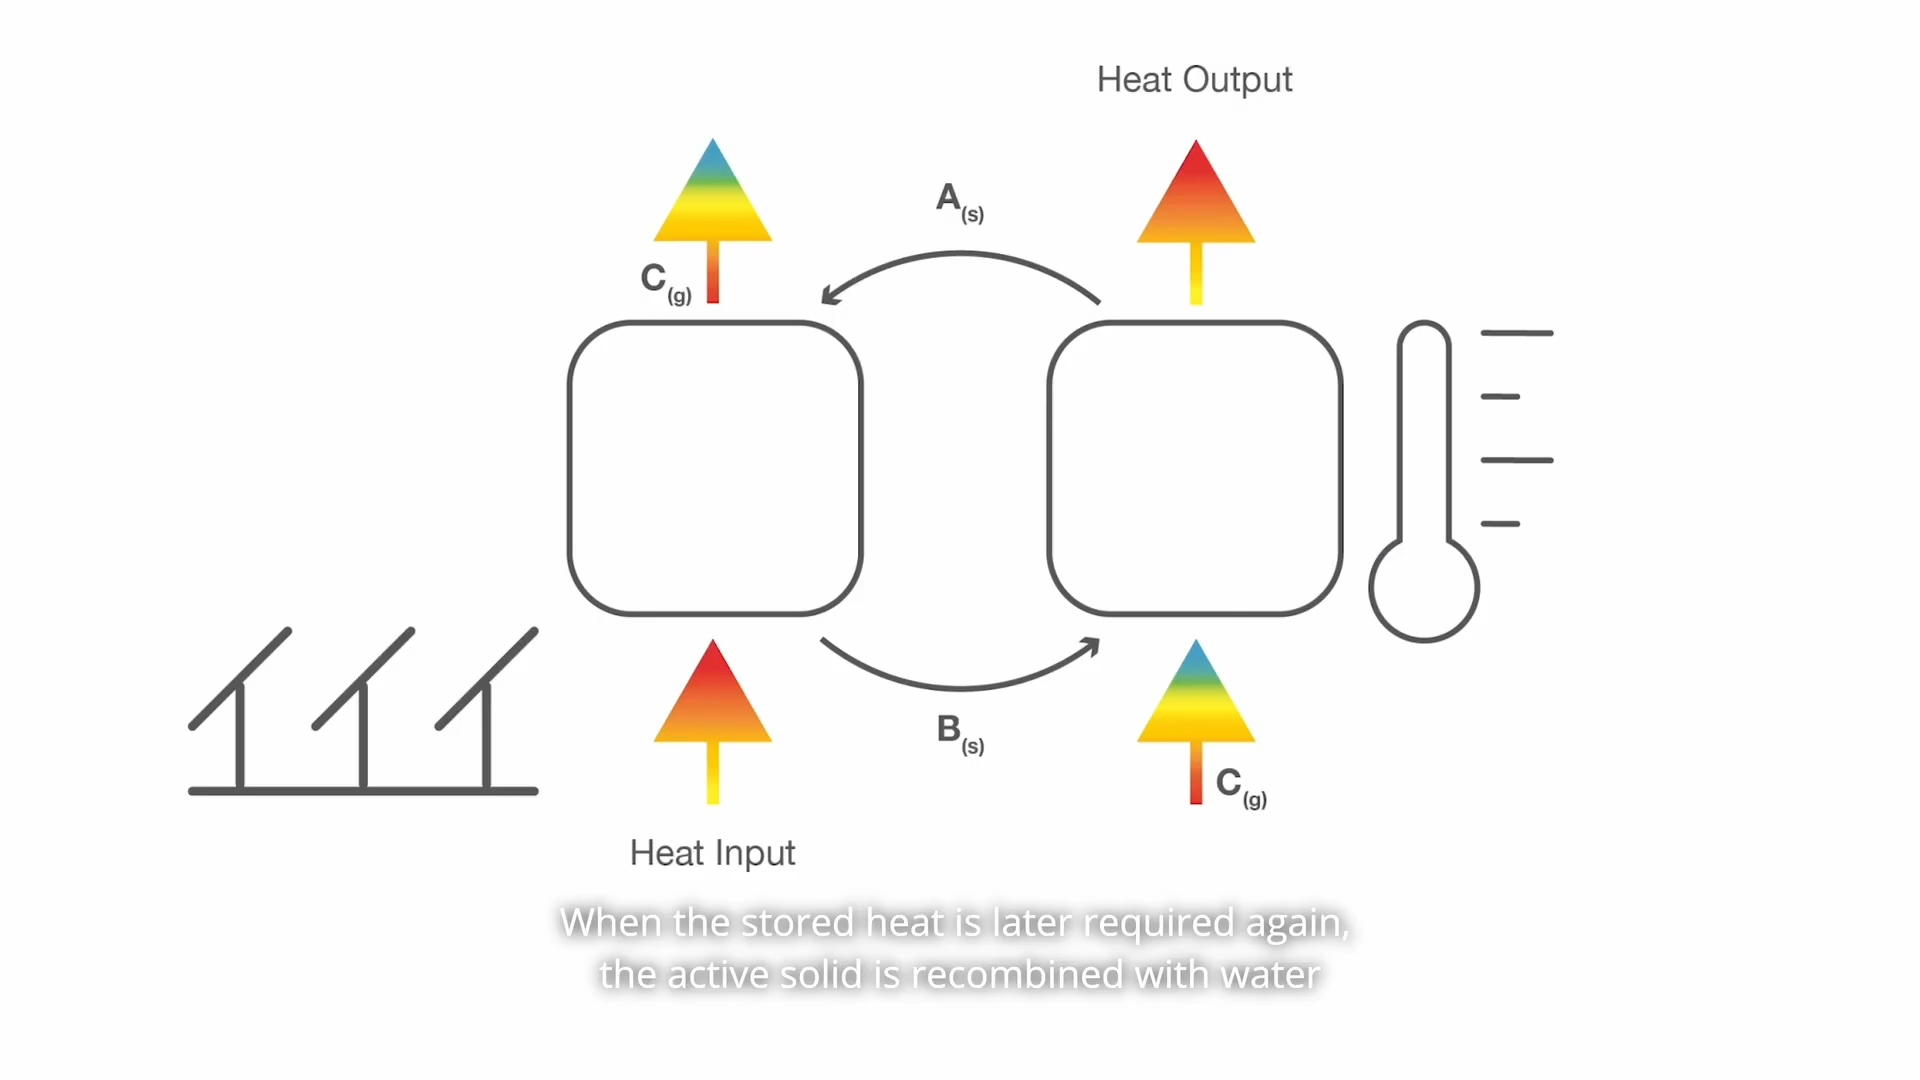 Heat Output
A(s)
C(g)
B(s)
C(g)
Heat Input
When the stored heat is later required again,
the active solid is recombined with water